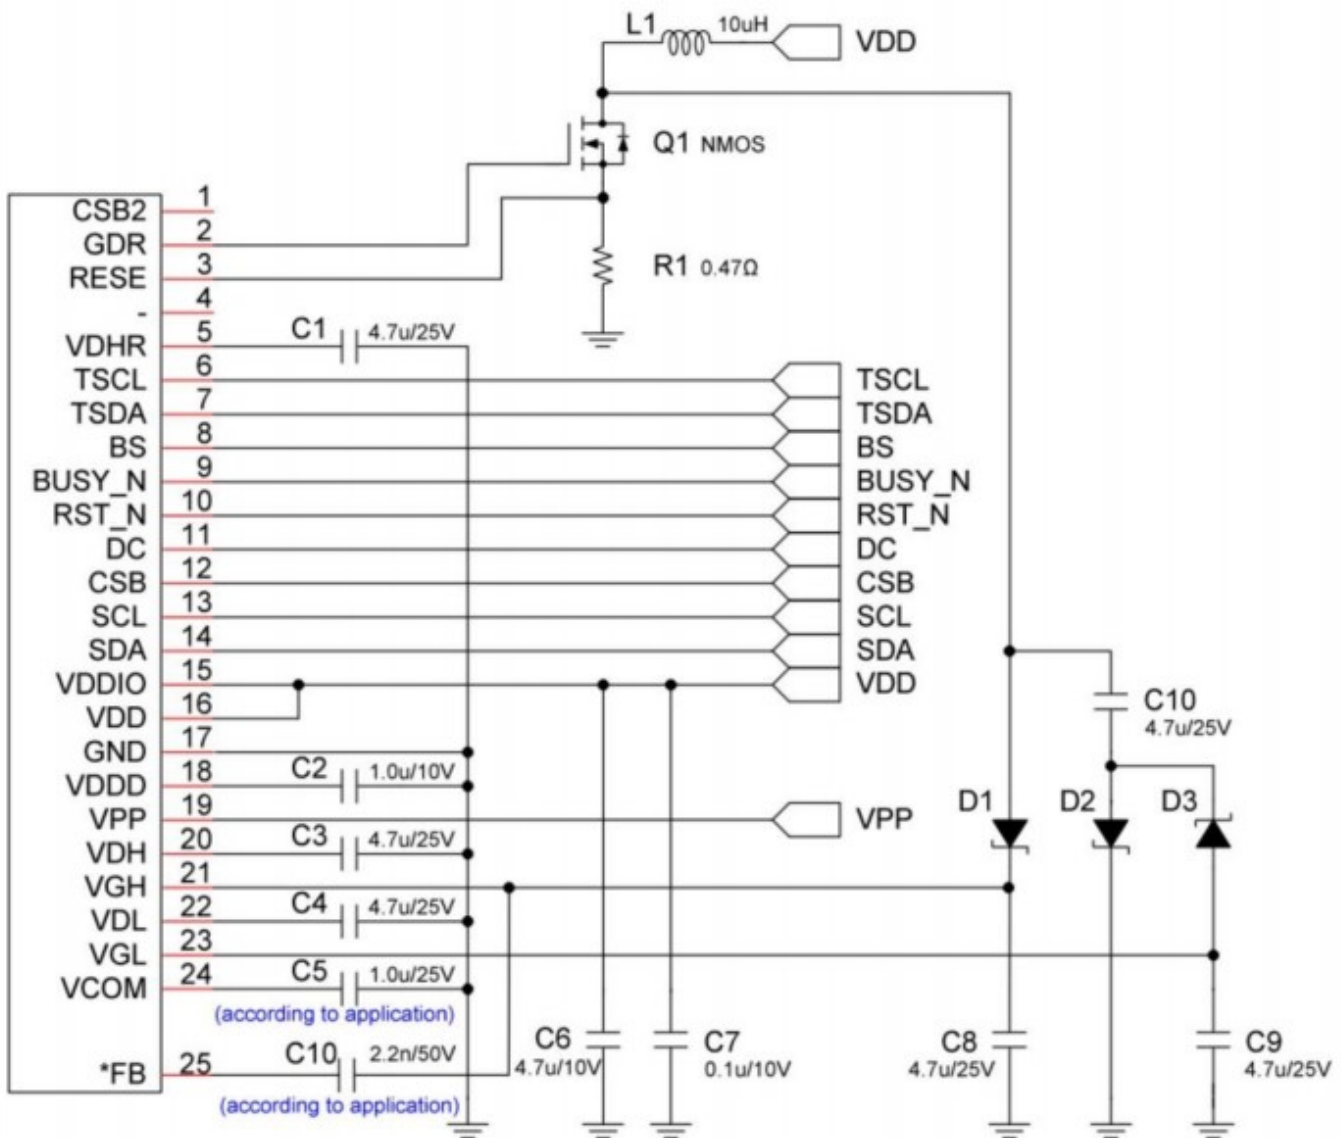 L1 10uH VDD
Q1 NMOS
R1 0.47Ω
CSB2 1
GDR 2
RESE 3
- 4
VDHR 5 C1 4.7u/25V
TSCL 6 TSCL
TSDA 7 TSDA
BS 8 BS
BUSY_N 9 BUSY_N
RST_N 10 RST_N
DC 11 DC
CSB 12 CSB
SCL 13 SCL
SDA 14 SDA
VDDIO 15 VDD
VDD 16
GND 17
VDDD 18 C2 1.0u/10V
VPP 19 VPP
VDH 20 C3 4.7u/25V
VGH 21
VDL 22 C4 4.7u/25V
VGL 23
VCOM 24 C5 1.0u/25V
(according to application)
*FB 25 C10 2.2n/50V
(according to application)
C10
4.7u/25V
D1 D2 D3
C6
4.7u/10V
C7
0.1u/10V
C8
4.7u/25V
C9
4.7u/25V